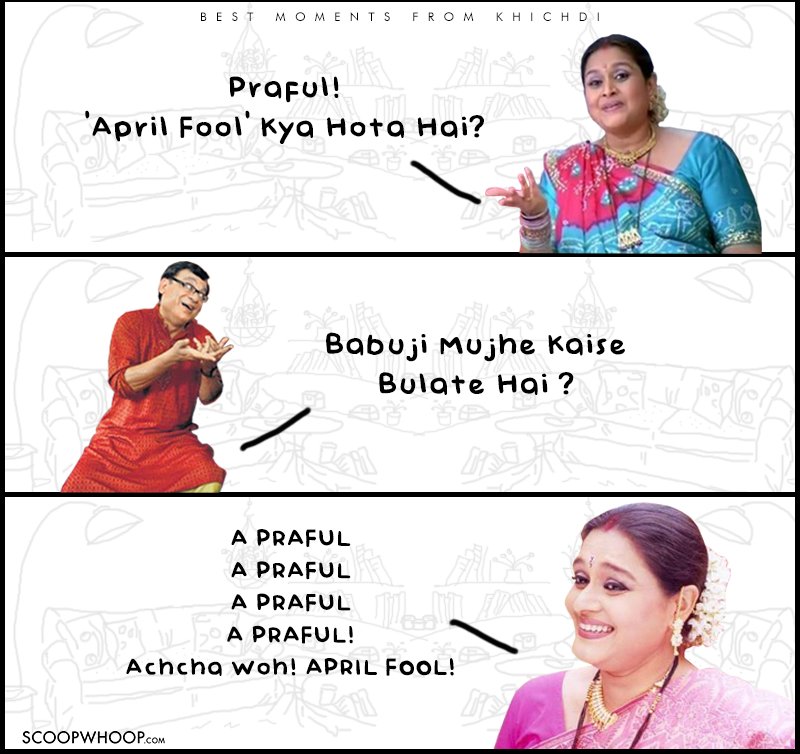 BEST MOMENTS FROM KHICHDI
Praful!
'April Fool' Kya Hota Hai?
Babuji Mujhe Kaise
Bulate Hai ?
A PRAFUL
A PRAFUL
A PRAFUL
A PRAFUL!
Achcha Woh! APRIL FOOL!
SCOOPWHOOP.COM